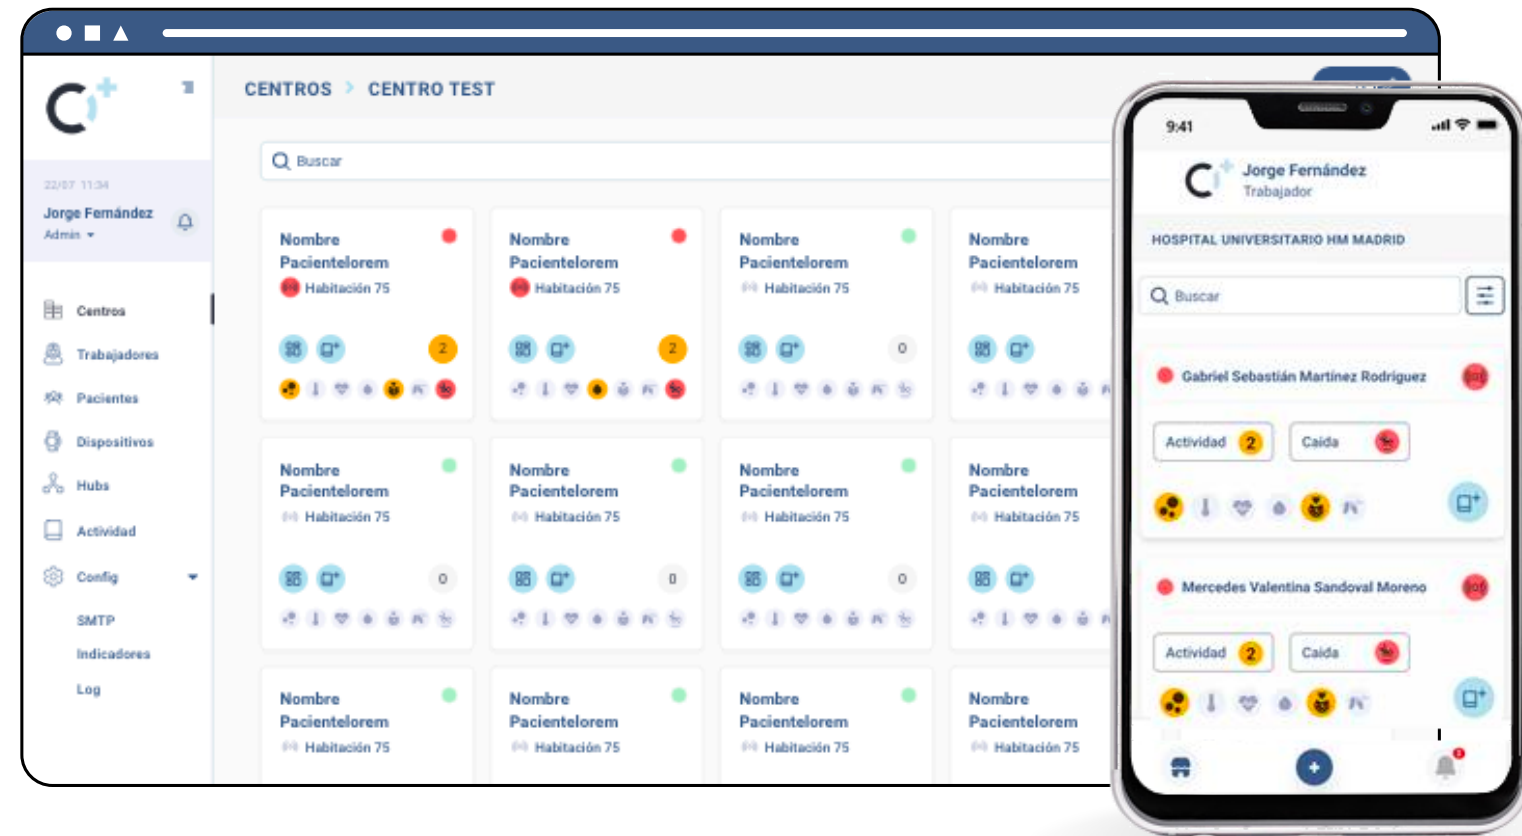 CENTROS > CENTRO TEST
22/07 11:34
Jorge Fernández
Admin
Centros
Trabajadores
Pacientes
Dispositivos
Hubs
Actividad
Config
SMTP
Indicadores
Log
Buscar
Nombre
Pacientelorem
Habitación 75
2
Nombre
Pacientelorem
Habitación 75
2
Nombre
Pacientelorem
Habitación 75
0
Nombre
Pacientelorem
Habitación 75
Nombre
Pacientelorem
Habitación 75
0
Nombre
Pacientelorem
Habitación 75
0
Nombre
Pacientelorem
Habitación 75
0
Nombre
Pacientelorem
Habitación 75
Nombre
Pacientelorem
Habitación 75
Nombre
Pacientelorem
Habitación 75
Nombre
Pacientelorem
Habitación 75
Nombre
Pacientelorem
Habitación 75
9:41
Jorge Fernández
Trabajador
HOSPITAL UNIVERSITARIO HM MADRID
Buscar
Gabriel Sebastián Martínez Rodríguez
Actividad 2 Caída
Mercedes Valentina Sandoval Moreno
Actividad 2 Caída